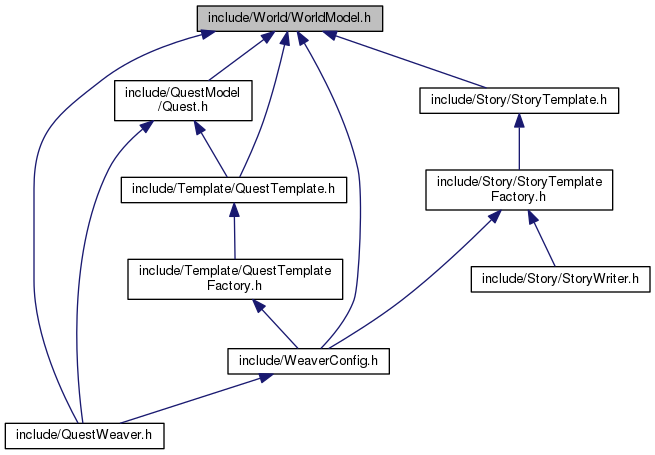 include/World/WorldModel.h
include/QuestModel
/Quest.h
include/Story/StoryTemplate.h
include/Template/QuestTemplate.h
include/Story/StoryTemplate
Factory.h
include/Template/QuestTemplate
Factory.h
include/Story/StoryWriter.h
include/WeaverConfig.h
include/QuestWeaver.h